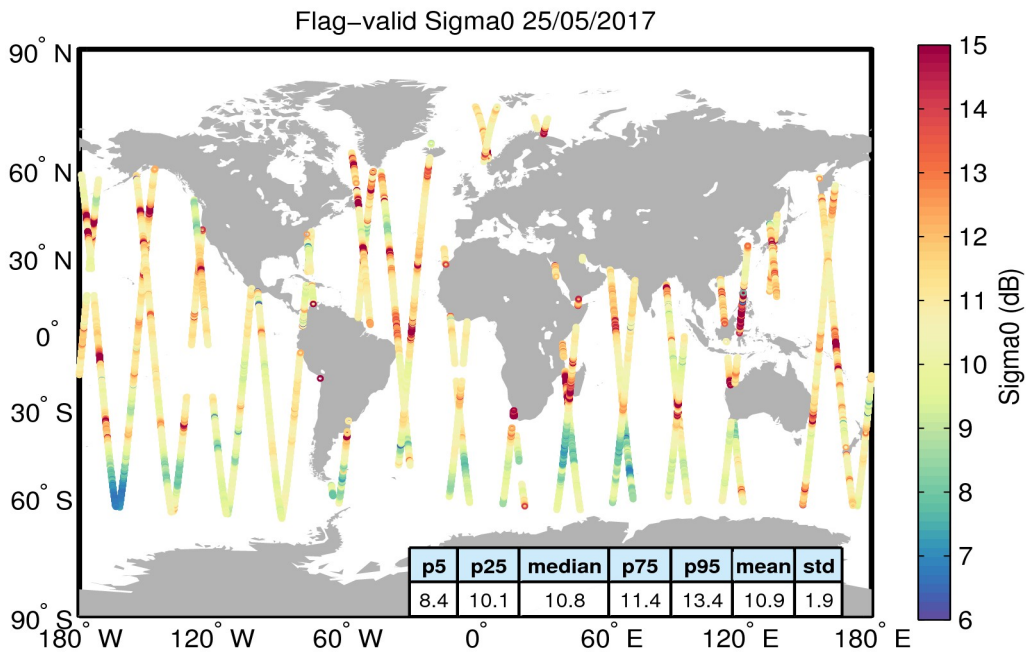 Flag−valid Sigma0 25/05/2017
90° N
60° N
30° N
0°
30° S
60° S
90° S
180° W
120° W
60° W
0°
60° E
120° E
180° E
15
14
13
12
11
10
9
8
7
6
Sigma0 (dB)
p5 p25 median p75 p95 mean std
8.4 10.1 10.8 11.4 13.4 10.9 1.9